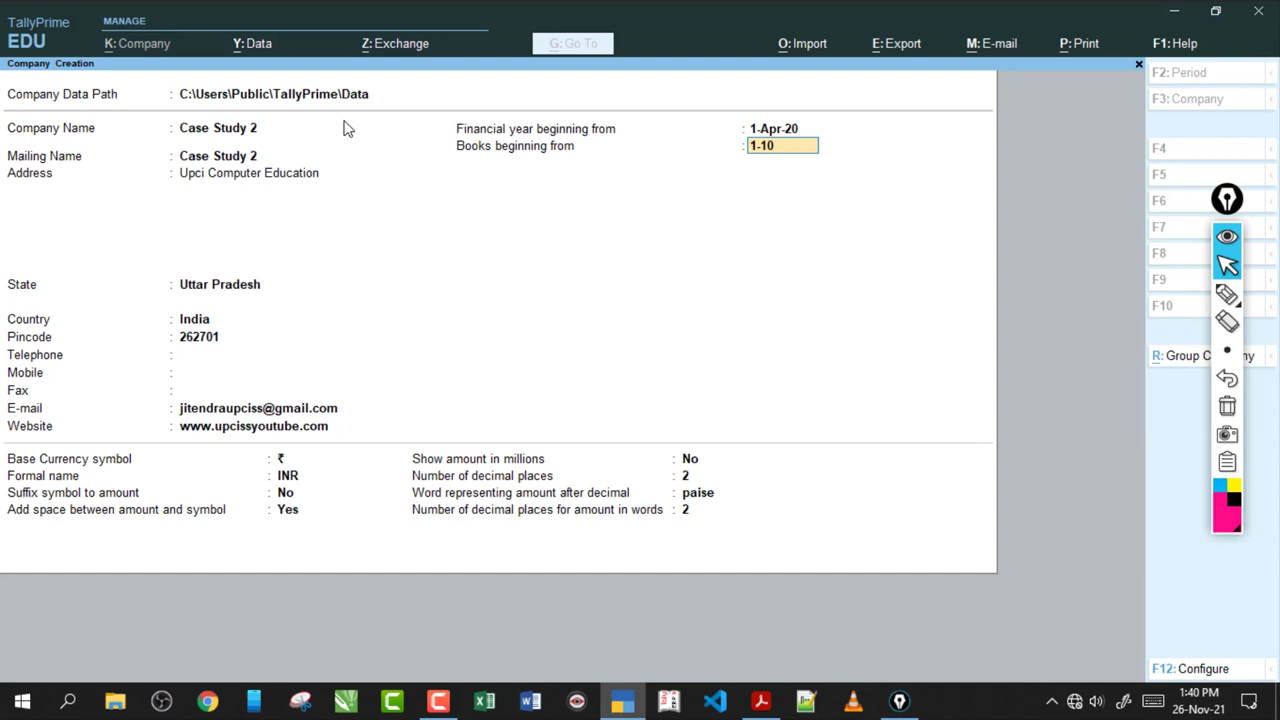 TallyPrime
EDU
MANAGE
K: Company
Y: Data
Z: Exchange
G: Go To
O: Import
E: Export
M: E-mail
P: Print
F1: Help
Company Creation
Company Data Path : C:\Users\Public\TallyPrime\Data
Company Name : Case Study 2
Mailing Name : Case Study 2
Address : Upci Computer Education
State : Uttar Pradesh
Country : India
Pincode : 262701
Telephone :
Mobile :
Fax :
E-mail : jitendraupciss@gmail.com
Website : www.upcissyoutube.com
Financial year beginning from : 1-Apr-20
Books beginning from : 1-10
Base Currency symbol : ₹
Formal name : INR
Suffix symbol to amount : No
Add space between amount and symbol : Yes
Show amount in millions : No
Number of decimal places : 2
Word representing amount after decimal : paise
Number of decimal places for amount in words : 2
F2: Period
F3: Company
F4
F5
F6
F7
F8
F9
F10
R: Group
F12: Configure
1:40 PM
26-Nov-21